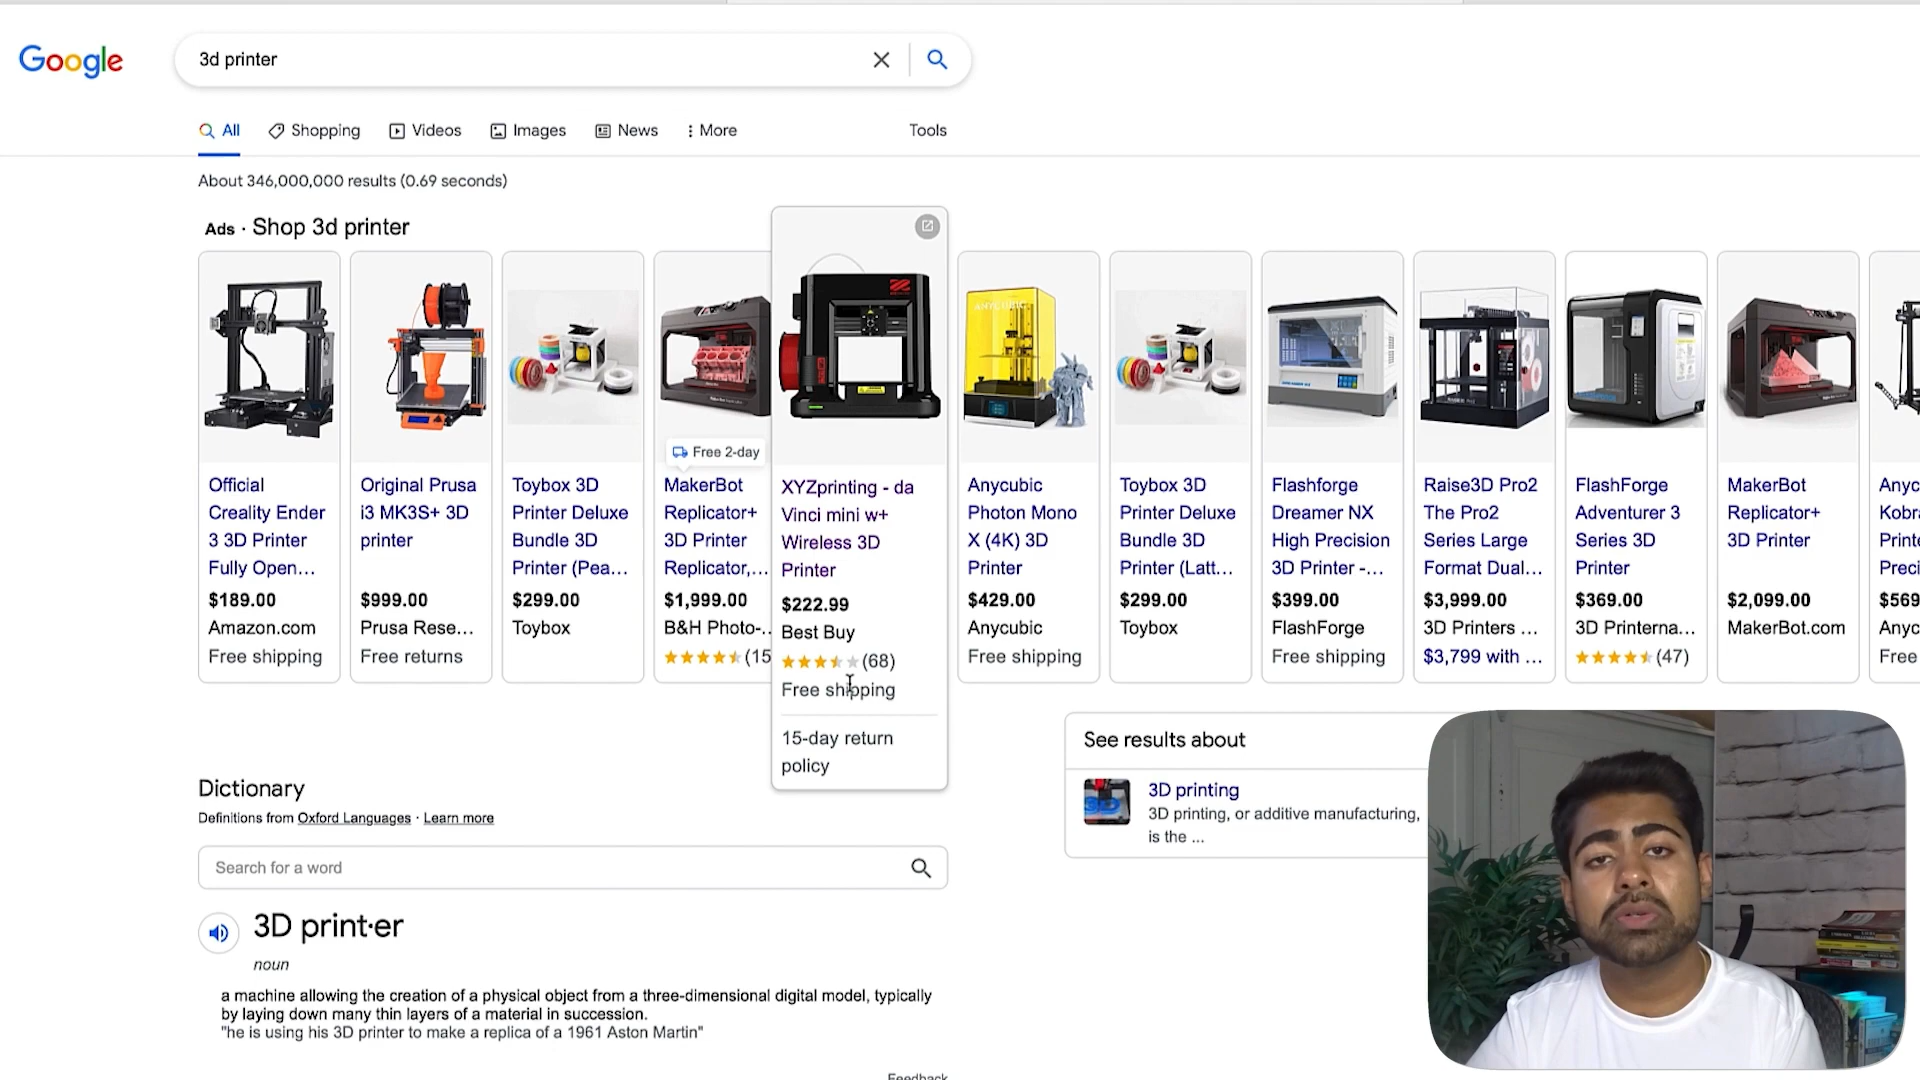 Google
3d printer
All
Shopping
Videos
Images
News
More
Tools
About 346,000,000 results (0.69 seconds)
Ads · Shop 3d printer
Official
Creality Ender
3 3D Printer
Fully Open...
$189.00
Amazon.com
Free shipping
Original Prusa
i3 MK3S+ 3D
printer
$999.00
Prusa Rese...
Free returns
Toybox 3D
Printer Deluxe
Bundle 3D
Printer (Pea...
$299.00
Toybox
Free 2-day
MakerBot
Replicator+
3D Printer
Replicator,...
$1,999.00
B&H Photo-...
(15
XYZprinting - da
Vinci mini w+
Wireless 3D
Printer
$222.99
Best Buy
(68)
Free shipping
15-day return
policy
ANYCUBIC
Anycubic
Photon Mono
X (4K) 3D
Printer
$429.00
Anycubic
Free shipping
Toybox 3D
Printer Deluxe
Bundle 3D
Printer (Latt...
$299.00
Toybox
Flashforge
Dreamer NX
High Precision
3D Printer -...
$399.00
FlashForge
Free shipping
Raise3D Pro2
The Pro2
Series Large
Format Dual...
$3,999.00
3D Printers ...
$3,799 with ...
FlashForge
Adventurer 3
Series 3D
Printer
$369.00
3D Printerna...
(47)
MakerBot
Replicator+
3D Printer
$2,099.00
MakerBot.com
Anyc
Kobra
Printe
Preci
$569
Anyc
Free
See results about
3D printing
3D printing, or additive manufacturing,
is the ...
Dictionary
Definitions from Oxford Languages · Learn more
Search for a word
3D print·er
noun
a machine allowing the creation of a physical object from a three-dimensional digital model, typically
by laying down many thin layers of a material in succession.
"he is using his 3D printer to make a replica of a 1961 Aston Martin"
Feedback